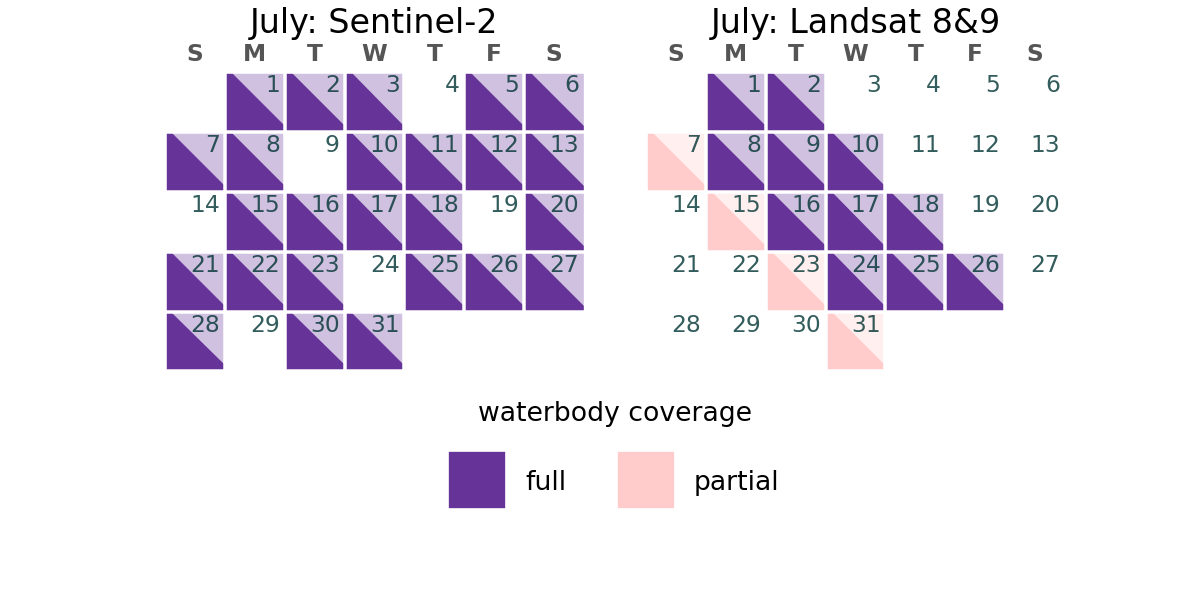 July: Sentinel-2
S M T W T F S
1 2 3 4 5 6
7 8 9 10 11 12 13
14 15 16 17 18 19 20
21 22 23 24 25 26 27
28 29 30 31
July: Landsat 8&9
S M T W T F S
1 2 3 4 5 6
7 8 9 10 11 12 13
14 15 16 17 18 19 20
21 22 23 24 25 26 27
28 29 30 31
waterbody coverage
full partial